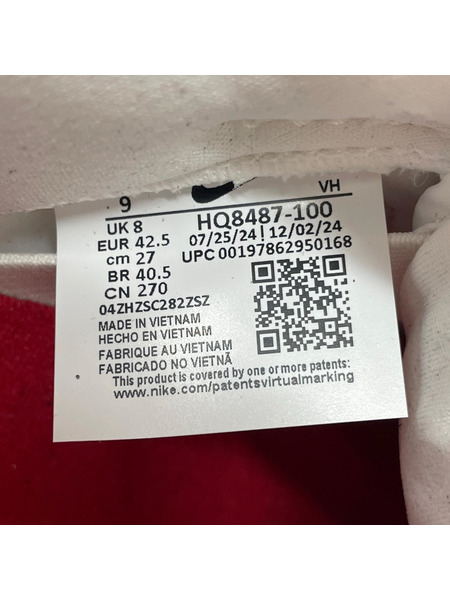 9
VH
UK 8
HQ8487-100
EUR 42.5
07/25/24 | 12/02/24
cm 27
UPC 00197862950168
BR 40.5
CN 270
04ZHZSC282ZSZ
MADE IN VIETNAM
HECHO EN VIETNAM
FABRIQUE AU VIETNAM
FABRICADO NO VIETNÃ
This product is covered by one or more
www.nike.com/patentsvirtualmarking